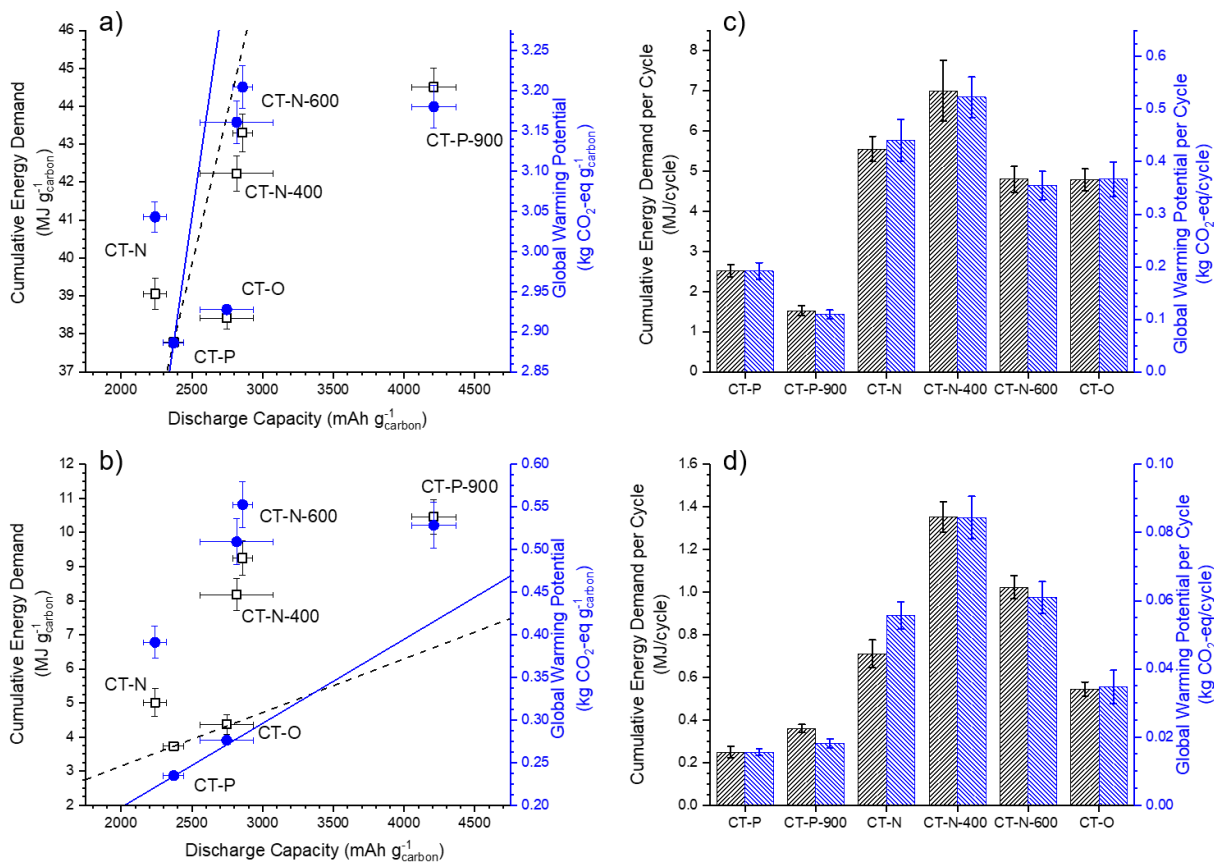 a)
46
45
44
43
42
41
40
39
38
37
Cumulative Energy Demand
(MJ g⁻¹carbon)
3.25
3.20
3.15
3.10
3.05
3.00
2.95
2.90
2.85
Global Warming Potential
(kg CO₂-eq g⁻¹carbon)
CT-N-600
CT-P-900
CT-N-400
CT-N
CT-O
CT-P
2000 2500 3000 3500 4000 4500
Discharge Capacity (mAh g⁻¹carbon)
c)
8
7
6
5
4
3
2
1
0
Cumulative Energy Demand per Cycle
(MJ/cycle)
0.6
0.5
0.4
0.3
0.2
0.1
0.0
Global Warming Potential per Cycle
(kg CO₂-eq/cycle)
CT-P CT-P-900 CT-N CT-N-400 CT-N-600 CT-O
b)
12
11
10
9
8
7
6
5
4
3
2
Cumulative Energy Demand
(MJ g⁻¹carbon)
0.60
0.55
0.50
0.45
0.40
0.35
0.30
0.25
0.20
Global Warming Potential
(kg CO₂-eq g⁻¹carbon)
CT-P-900
CT-N-600
CT-N-400
CT-N
CT-O
CT-P
2000 2500 3000 3500 4000 4500
Discharge Capacity (mAh g⁻¹carbon)
d)
1.6
1.4
1.2
1.0
0.8
0.6
0.4
0.2
0.0
Cumulative Energy Demand per Cycle
(MJ/cycle)
0.10
0.08
0.06
0.04
0.02
0.00
Global Warming Potential per Cycle
(kg CO₂-eq/cycle)
CT-P CT-P-900 CT-N CT-N-400 CT-N-600 CT-O